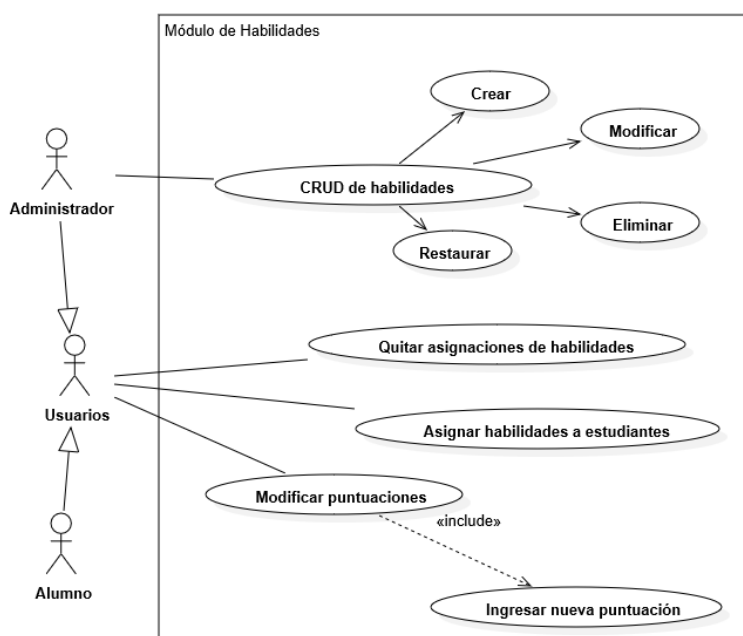 Módulo de Habilidades
Crear
Modificar
CRUD de habilidades
Administrador
Eliminar
Restaurar
Quitar asignaciones de habilidades
Usuarios
Asignar habilidades a estudiantes
Modificar puntuaciones
«include»
Alumno
Ingresar nueva puntuación